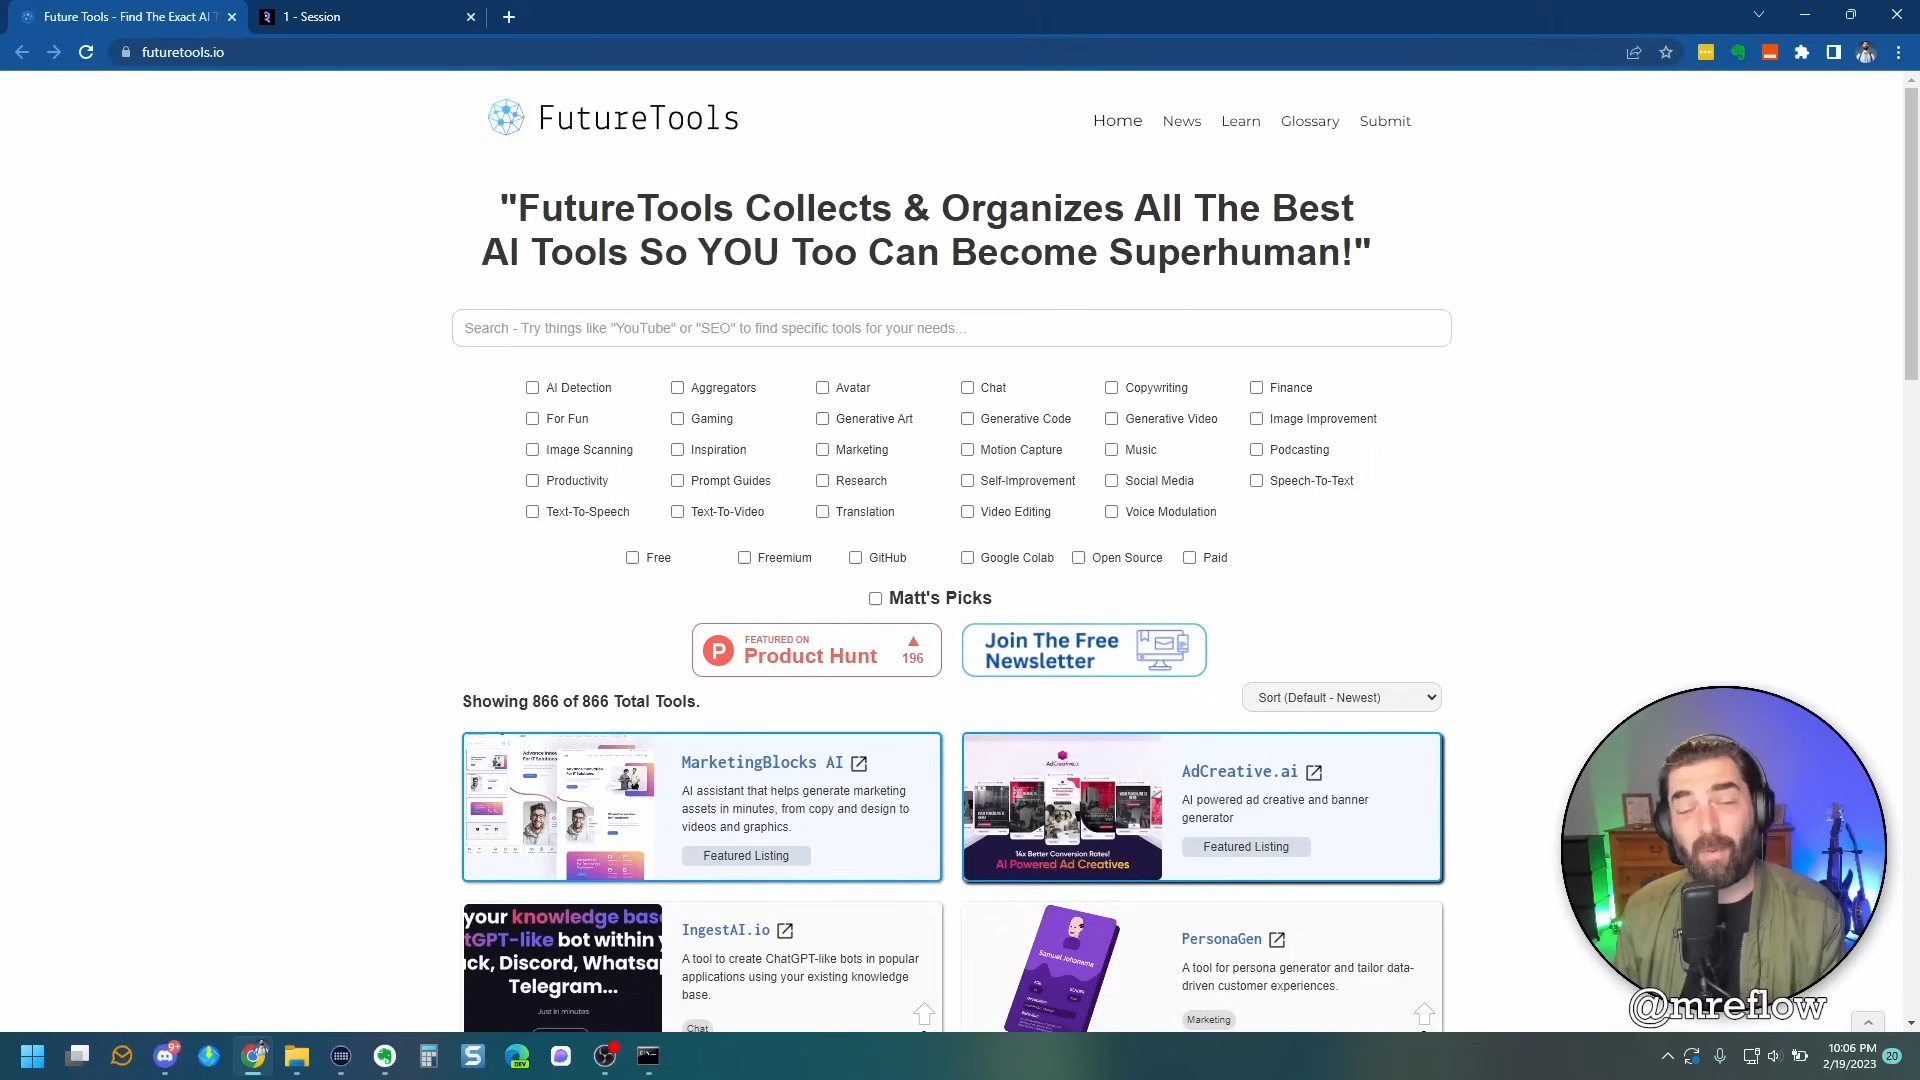 Future Tools - Find The Exact AI T
1 - Session
futuretools.io
FutureTools
Home
News
Learn
Glossary
Submit
"FutureTools Collects & Organizes All The Best
AI Tools So YOU Too Can Become Superhuman!"
Search - Try things like "YouTube" or "SEO" to find specific tools for your needs...
AI Detection
Aggregators
Avatar
Chat
Copywriting
Finance
For Fun
Gaming
Generative Art
Generative Code
Generative Video
Image Improvement
Image Scanning
Inspiration
Marketing
Motion Capture
Music
Podcasting
Productivity
Prompt Guides
Research
Self-Improvement
Social Media
Speech-To-Text
Text-To-Speech
Text-To-Video
Translation
Video Editing
Voice Modulation
Free
Freemium
GitHub
Google Colab
Open Source
Paid
Matt's Picks
P
FEATURED ON
Product Hunt
196
Join The Free
Newsletter
Showing 866 of 866 Total Tools.
Sort (Default - Newest)
MarketingBlocks AI
AI assistant that helps generate marketing
assets in minutes, from copy and design to
videos and graphics.
Featured Listing
AdCreative.ai
14x Better Conversion Rates!
AI Powered Ad Creatives
AdCreative.ai
AI powered ad creative and banner
generator
Featured Listing
your knowledge bas
tGPT-like bot within
ck, Discord, Whatsa
Telegram...
Just in minutes
IngestAI.io
A tool to create ChatGPT-like bots in popular
applications using your existing knowledge
base.
Chat
PersonaGen
A tool for persona generator and tailor data-
driven customer experiences.
Marketing
@mreflow
9+
DEV
10:06 PM
2/19/2023
20